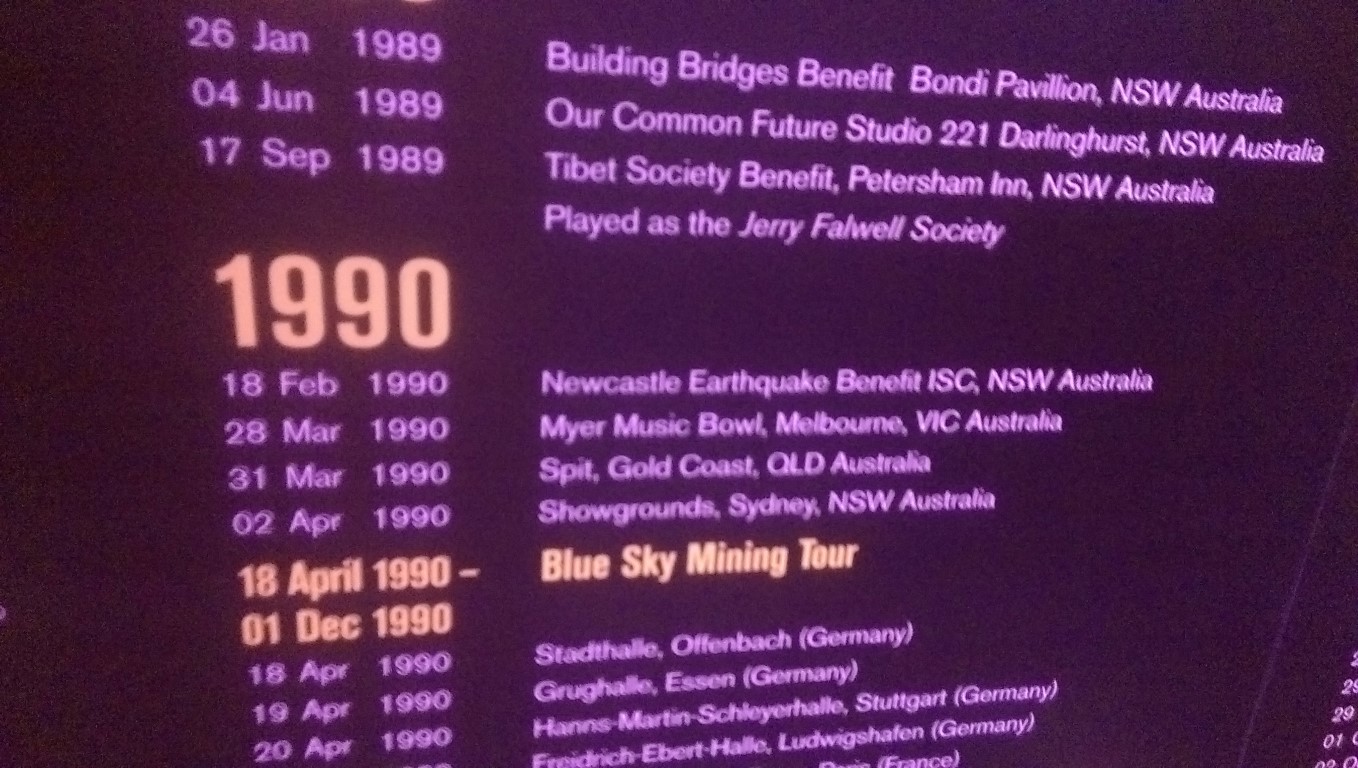 26 Jan 1989 Building Bridges Benefit Bondi Pavillion, NSW Australia
04 Jun 1989 Our Common Future Studio 221 Darlinghurst, NSW Australia
17 Sep 1989 Tibet Society Benefit, Petersham Inn, NSW Australia
Played as the Jerry Falwell Society
1990
18 Feb 1990 Newcastle Earthquake Benefit ISC, NSW Australia
28 Mar 1990 Myer Music Bowl, Melbourne, VIC Australia
31 Mar 1990 Spit, Gold Coast, QLD Australia
02 Apr 1990 Showgrounds, Sydney, NSW Australia
18 April 1990 – Blue Sky Mining Tour
01 Dec 1990
18 Apr 1990 Stadthalle, Offenbach (Germany)
19 Apr 1990 Grughalle, Essen (Germany)
20 Apr 1990 Hanns-Martin-Schleyerhalle, Stuttgart (Germany)
Freidrich-Ebert-Halle, Ludwigshafen (Germany)
Paris (France)
29
29
01